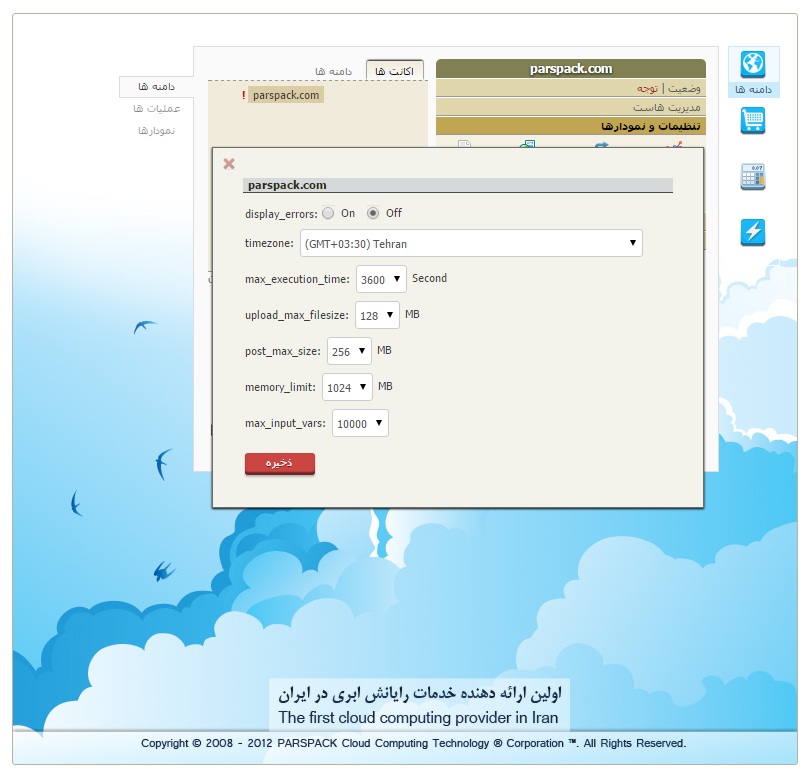 دامنه ها
parspack.com
وضعیت | توجه
مدیریت هاست
تنظیمات و نمودارها
اکانت ها
دامنه ها
parspack.com !
دامنه ها
عملیات ها
نمودارها
parspack.com
display_errors: On Off
timezone: (GMT+03:30) Tehran
max_execution_time: 3600 Second
upload_max_filesize: 128 MB
post_max_size: 256 MB
memory_limit: 1024 MB
max_input_vars: 10000
ذخیره
اولین ارائه دهنده خدمات رایانش ابری در ایران
The first cloud computing provider in Iran
Copyright © 2008 - 2012 PARSPACK Cloud Computing Technology ® Corporation ™. All Rights Reserved.